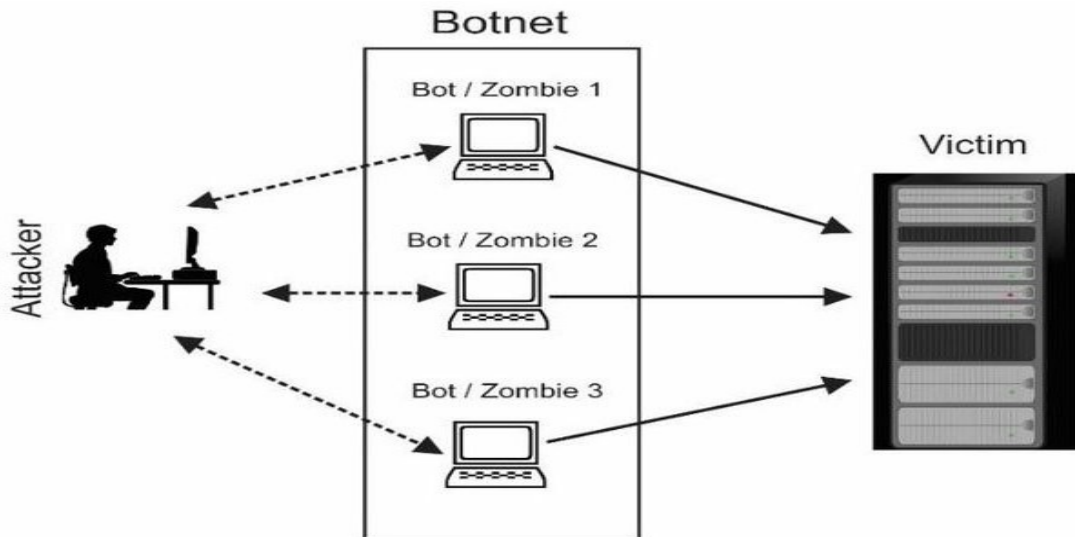 Botnet
Bot / Zombie 1
Victim
Attacker
Bot / Zombie 2
Bot / Zombie 3